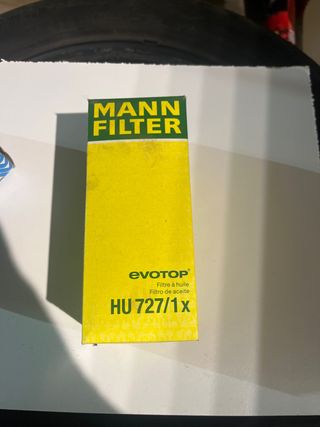 MANN
FILTER
evotop
Filtre à huile
Filtro de aceite
HU 727/1 x